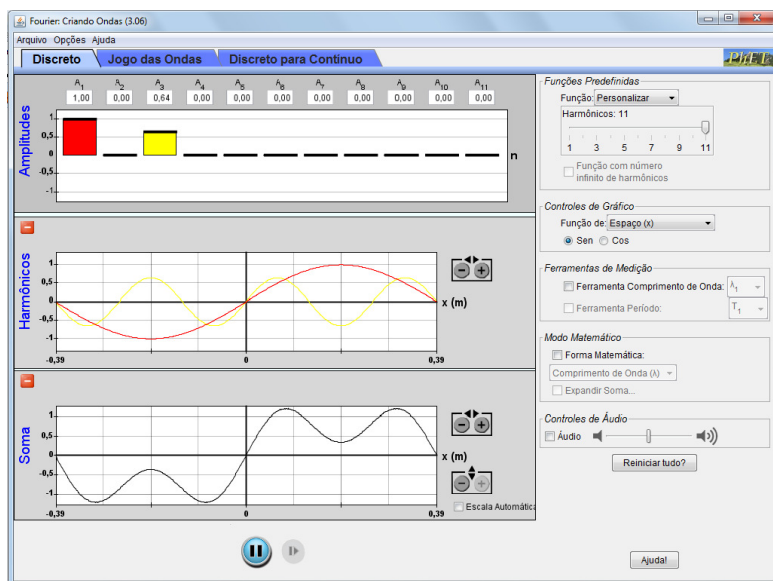 Fourier: Criando Ondas (3.06)
Arquivo Opções Ajuda
Discreto Jogo das Ondas Discreto para Continuo
PhET
A1 A2 A3 A4 A5 A6 A7 A8 A9 A10 A11
1,00 0,00 0,64 0,00 0,00 0,00 0,00 0,00 0,00 0,00 0,00
Amplitudes
1
0,5
0
-0,5
-1
n
Harmônicos
1
0,5
0
-0,5
-1
x (m)
-0,39 0 0,39
Soma
1
0,5
0
-0,5
-1
x (m)
-0,39 0 0,39
Escala Automátic
Funções Predefinidas
Função: Personalizar
Harmônicos: 11
1 3 5 7 9 11
Função com número
infinito de harmônicos
Controles de Gráfico
Função de: Espaço (x)
Sen Cos
Ferramentas de Medição
Ferramenta Comprimento de Onda: λ1
Ferramenta Período: T1
Modo Matemático
Forma Matemática:
Comprimento de Onda (λ)
Expandir Soma...
Controles de Áudio
Áudio
Reiniciar tudo?
Ajuda!